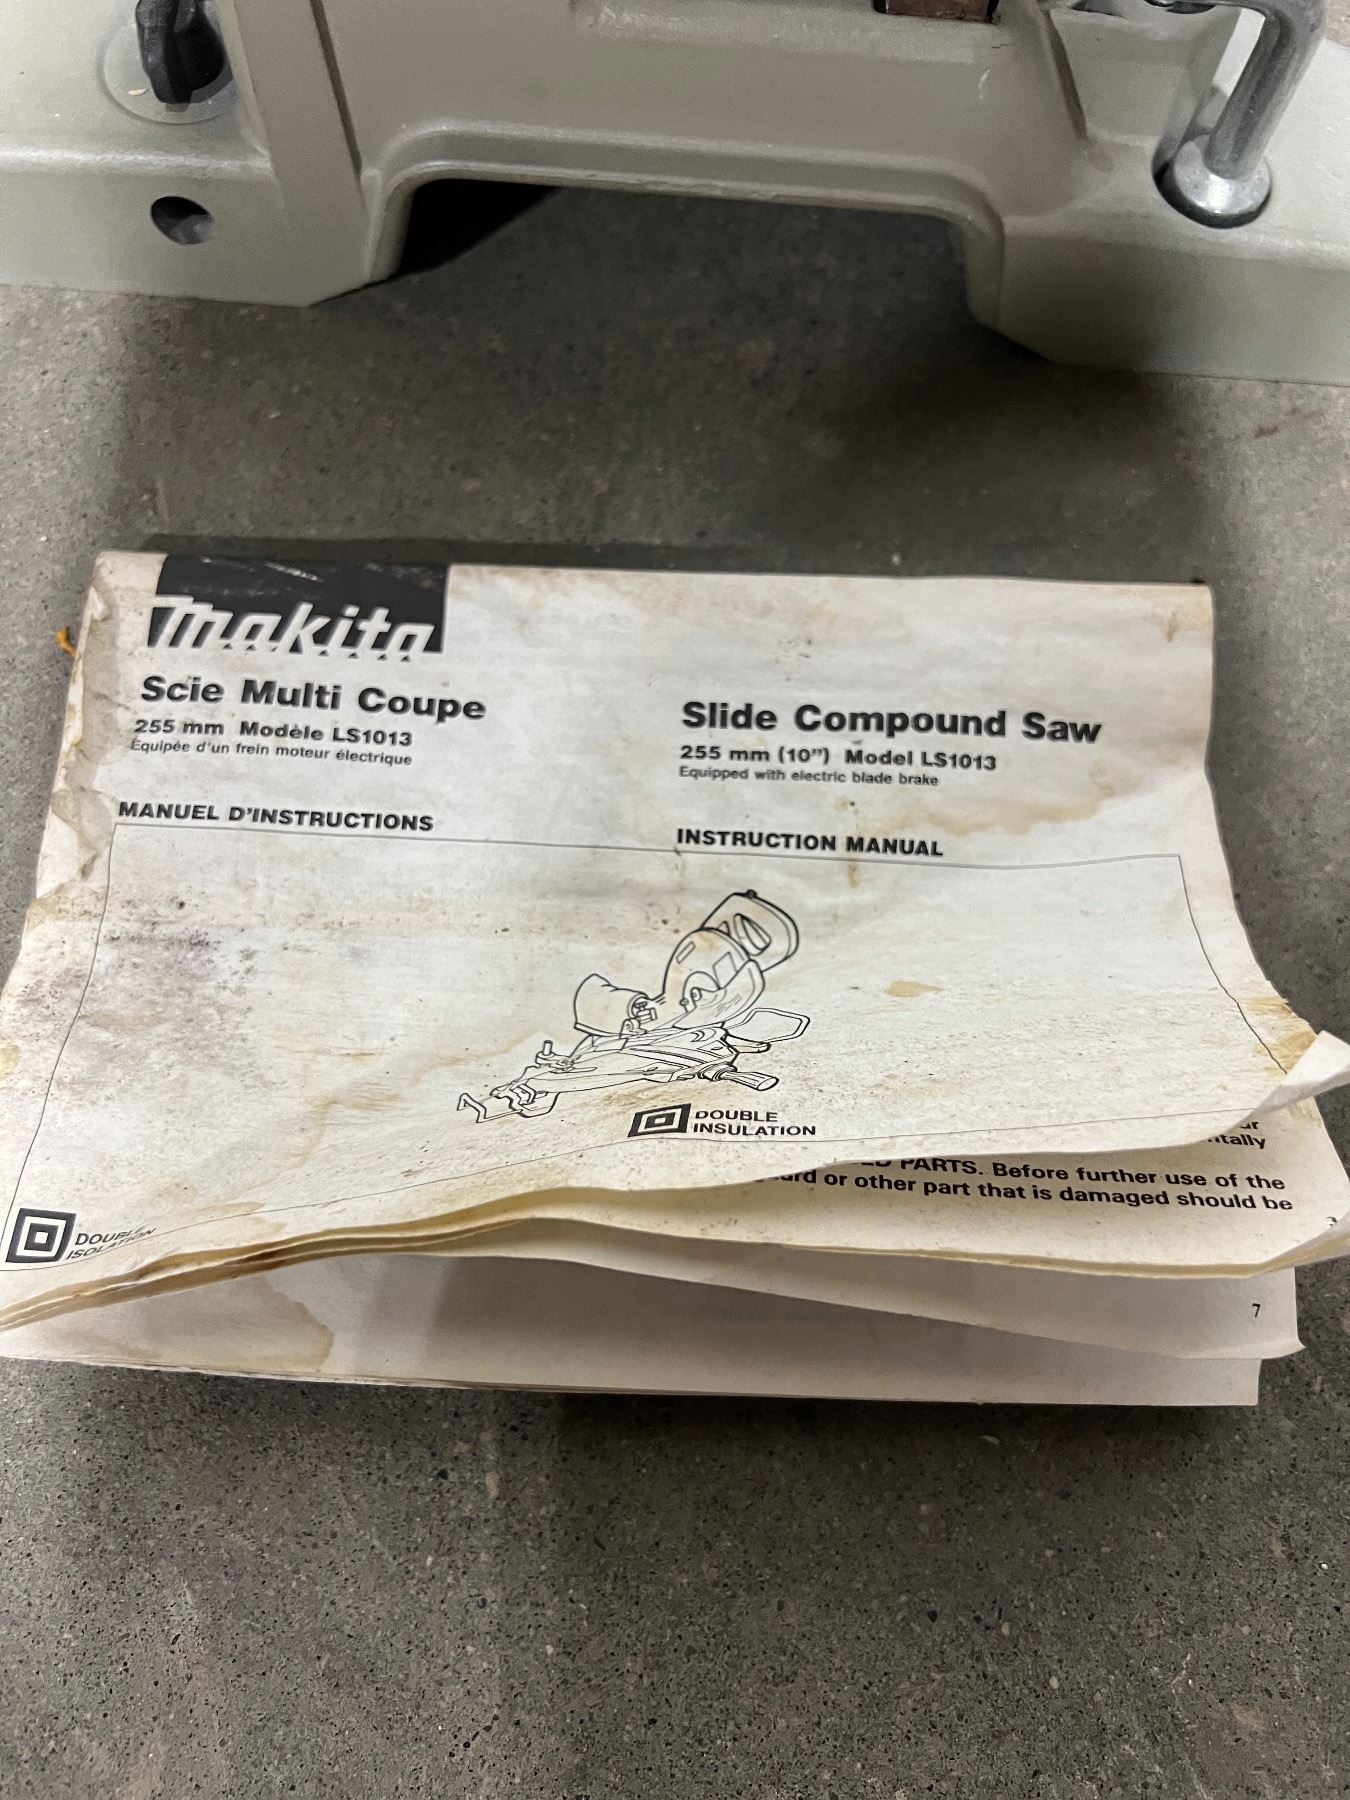 makita
Scie Multi Coupe
255 mm Modèle LS1013
Équipée d'un frein moteur électrique
MANUEL D'INSTRUCTIONS
Slide Compound Saw
255 mm (10") Model LS1013
Equipped with electric blade brake
INSTRUCTION MANUAL
DOUBLE
INSULATION
DOUBLE
ISOLATION
PARTS. Before further use of the
or other part that is damaged should be
7